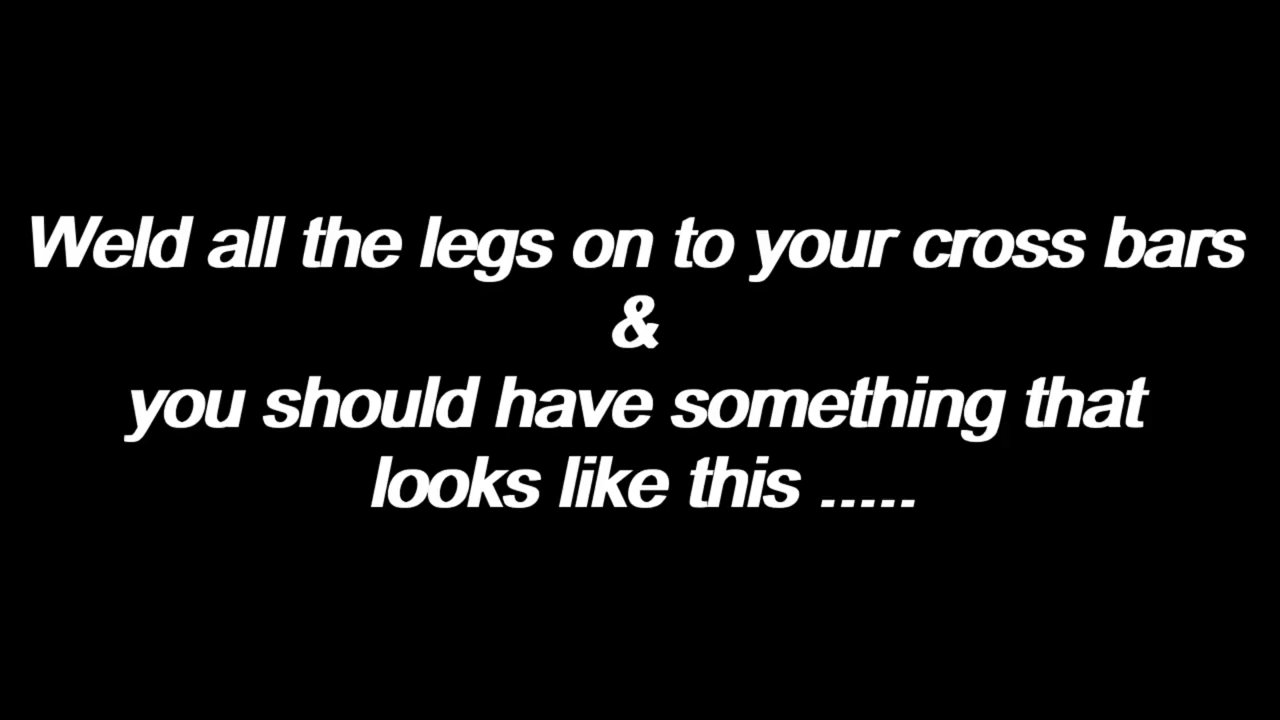 Weld all the legs on to your cross bars
&
you should have something that
looks like this .....